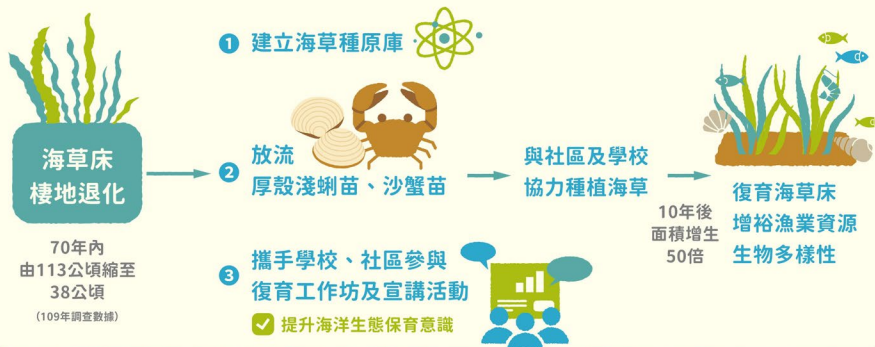 海草床
棲地退化
70年內
由113公頃縮至
38公頃
(109年調查數據)
1 建立海草種原庫
2 放流
厚殼淺蜊苗、沙蟹苗
3 攜手學校、社區參與
復育工作坊及宣講活動
提升海洋生態保育意識
與社區及學校
協力種植海草
10年後
面積增生
50倍
復育海草床
增裕漁業資源
生物多樣性